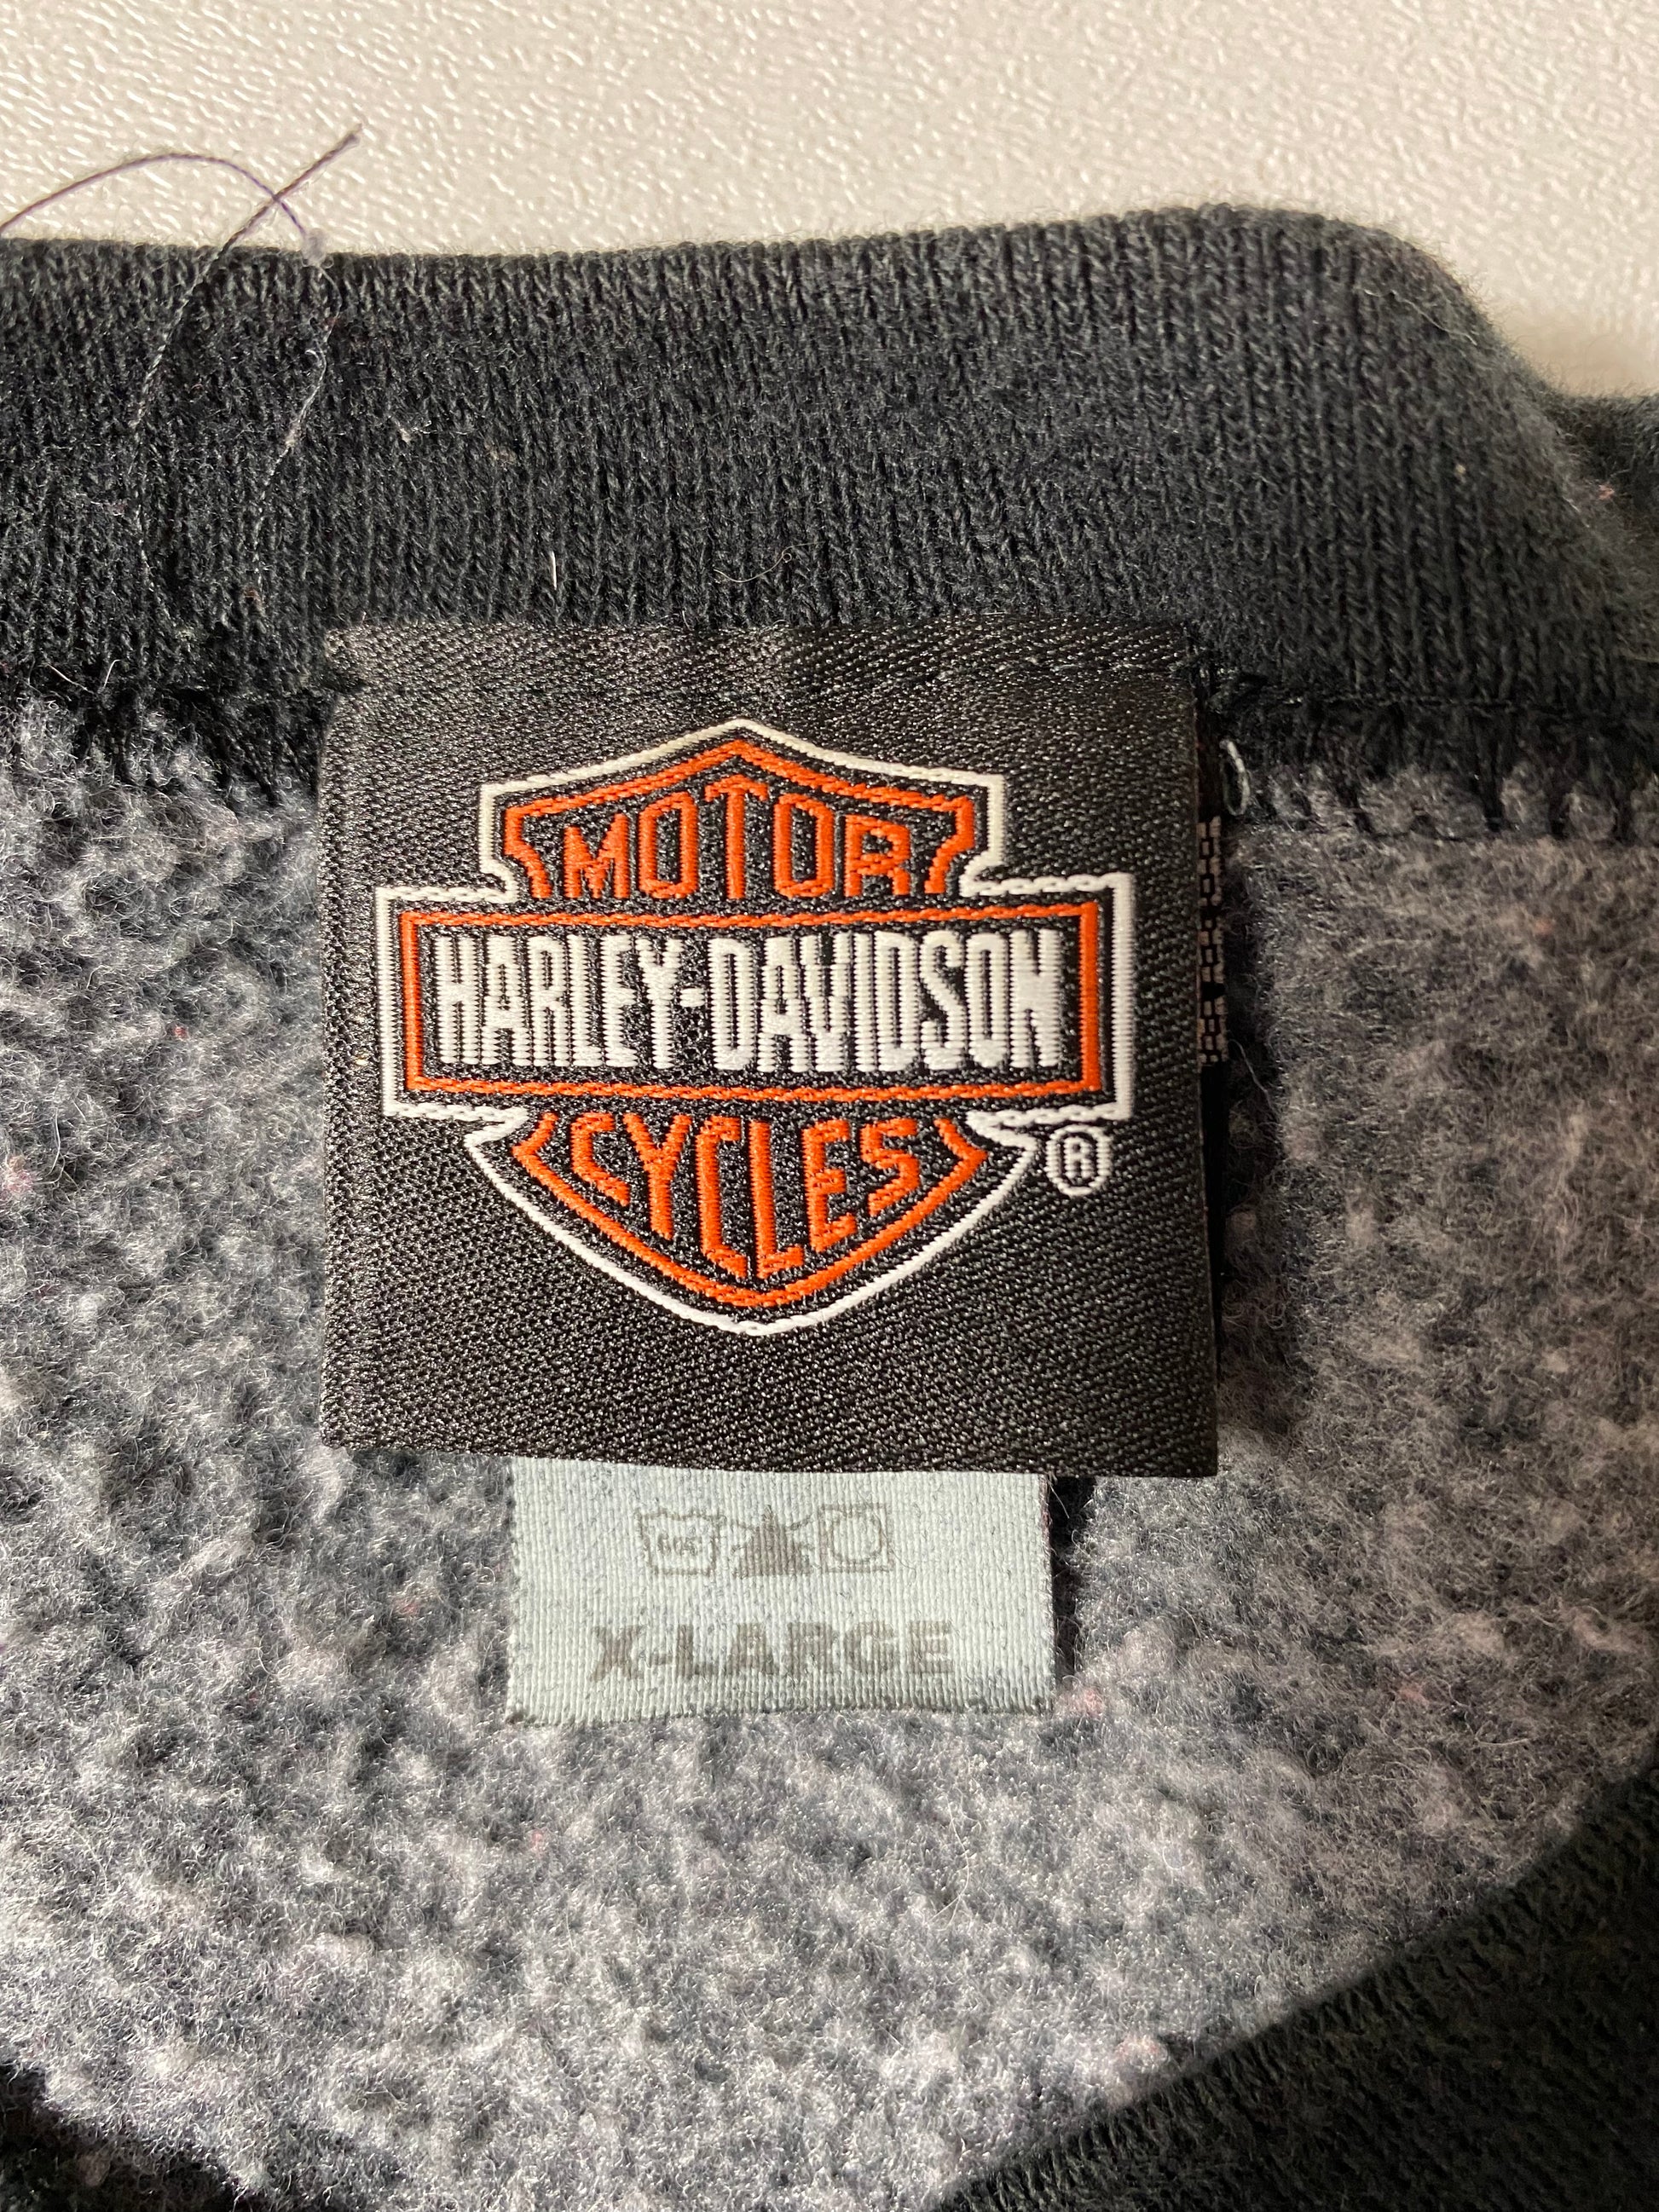 MOTOR
HARLEY-DAVIDSON
CYCLES
®
X-LARGE